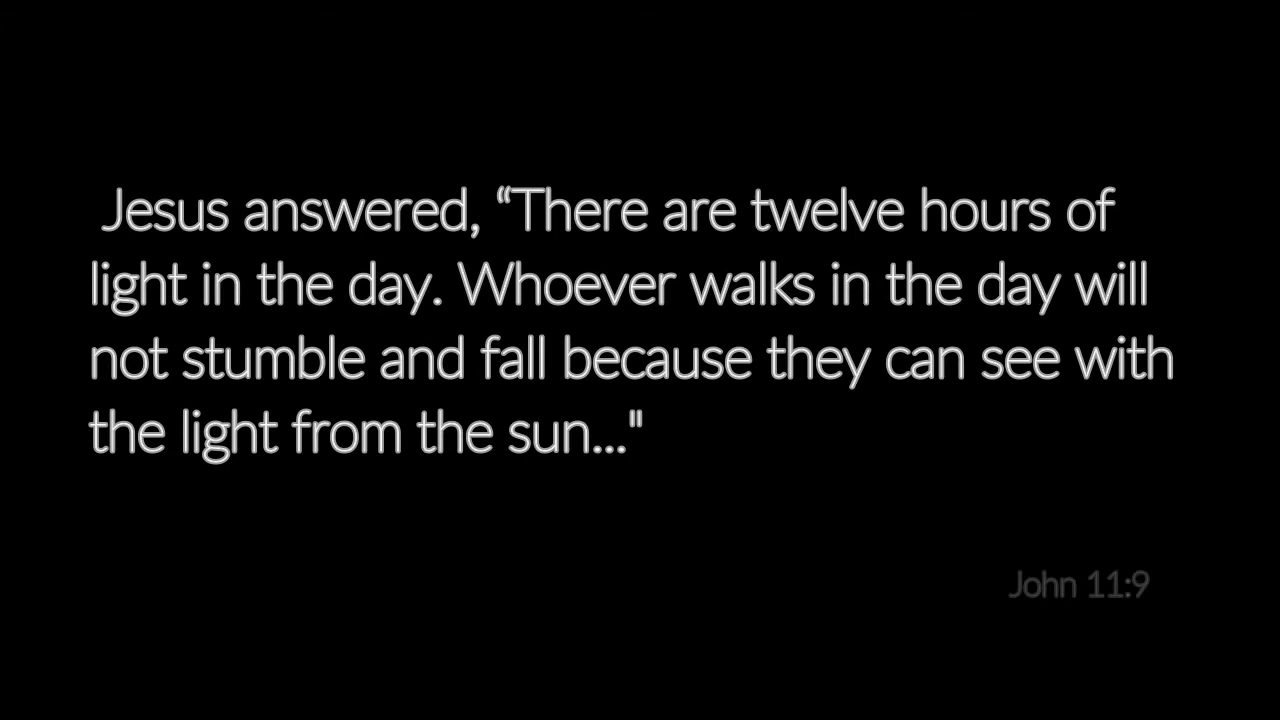 Jesus answered, “There are twelve hours of
light in the day. Whoever walks in the day will
not stumble and fall because they can see with
the light from the sun..."
John 11:9